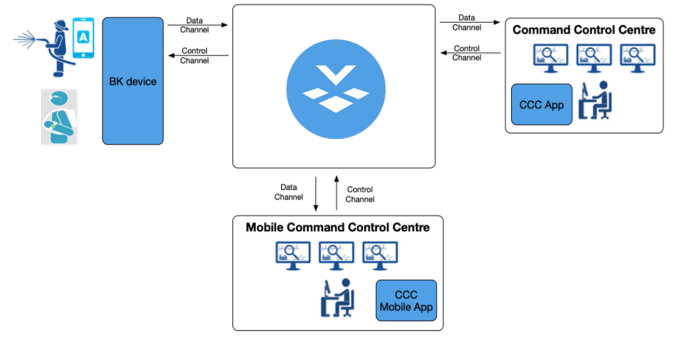 Data
Channel
Control
Channel
A
BK device
Data
Channel
Control
Channel
Command Control Centre
CCC App
Data
Channel
Control
Channel
Mobile Command Control Centre
CCC
Mobile App